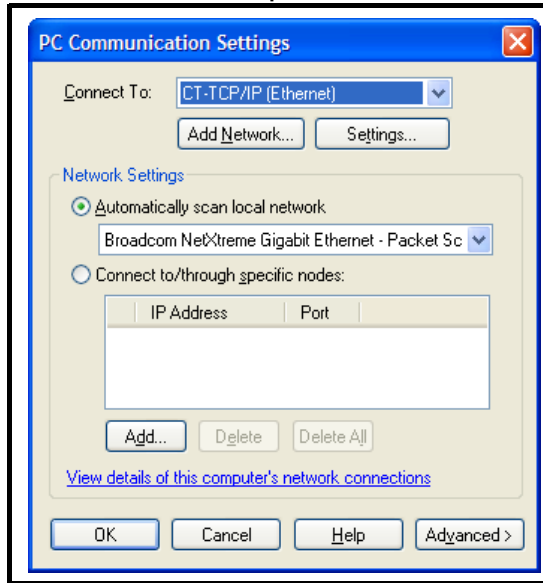 PC Communication Settings
Connect To: CT-TCP/IP (Ethernet)
Add Network... Settings...
Network Settings
Automatically scan local network
Broadcom NetXtreme Gigabit Ethernet - Packet Sc
Connect to/through specific nodes:
IP Address Port
Add... Delete Delete All
View details of this computer's network connections
OK Cancel Help Advanced >